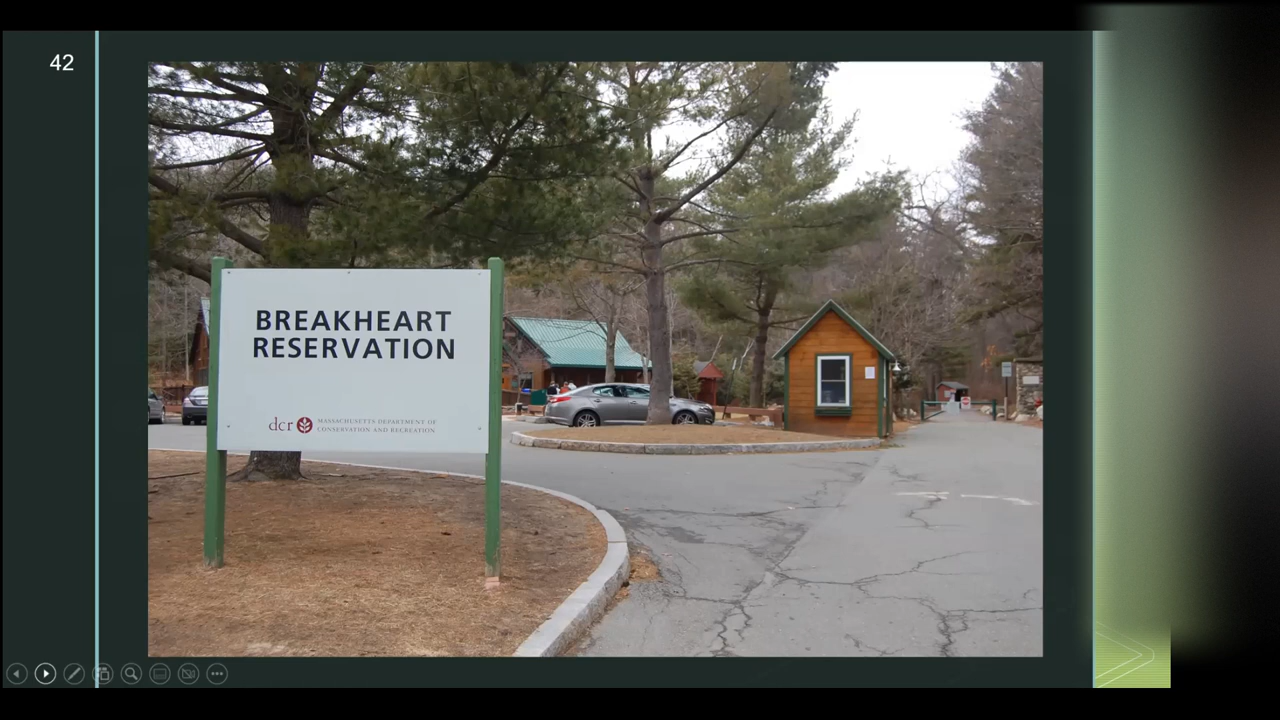 42
BREAKHEART
RESERVATION
dcr MASSACHUSETTS DEPARTMENT OF
CONSERVATION AND RECREATION